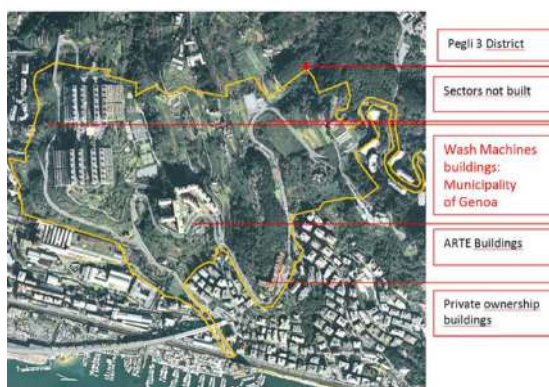 Pegli 3 District
Sectors not built
Wash Machines
buildings:
Municipality
of Genoa
ARTE Buildings
Private ownership
buildings